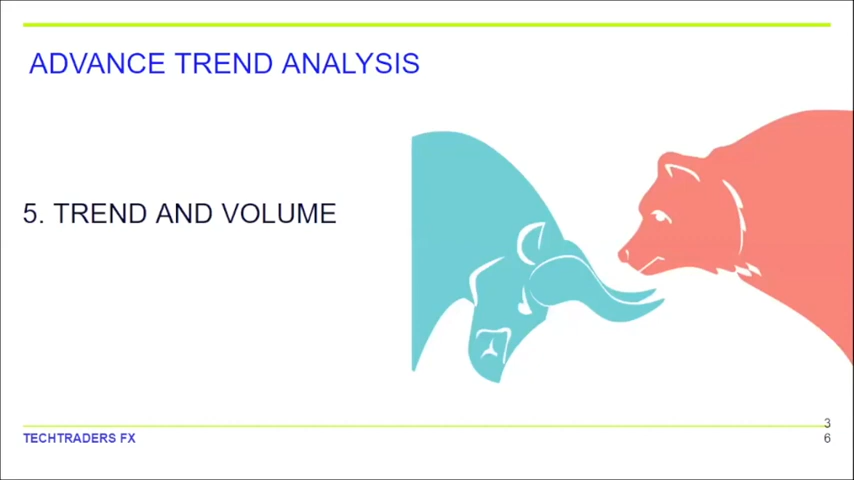 ADVANCE TREND ANALYSIS
5. TREND AND VOLUME
TECHTRADERS FX
3
6